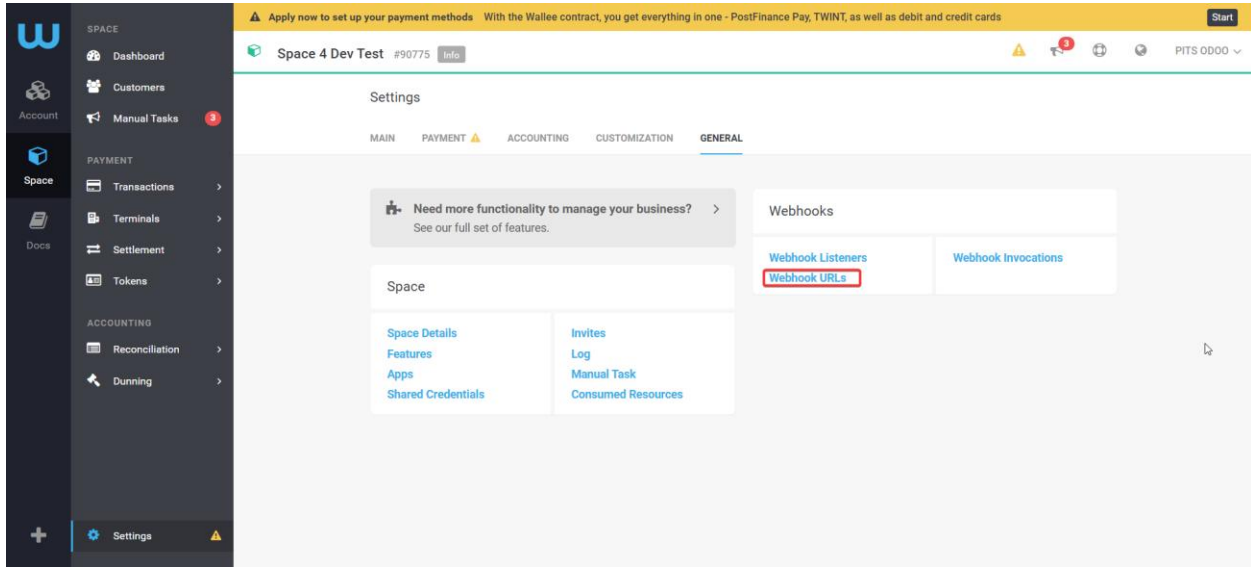 Apply now to set up your payment methods With the Wallee contract, you get everything in one - PostFinance Pay, TWINT, as well as debit and credit cards Start
Space 4 Dev Test #90775 Info 3 PITS ODOO
Account
Space
Docs
SPACE
Dashboard
Customers
Manual Tasks 3
PAYMENT
Transactions
Terminals
Settlement
Tokens
ACCOUNTING
Reconciliation
Dunning
Settings
Settings
MAIN PAYMENT ACCOUNTING CUSTOMIZATION GENERAL
Need more functionality to manage your business?
See our full set of features.
Space
Space Details
Features
Apps
Shared Credentials
Invites
Log
Manual Task
Consumed Resources
Webhooks
Webhook Listeners
Webhook URLs
Webhook Invocations